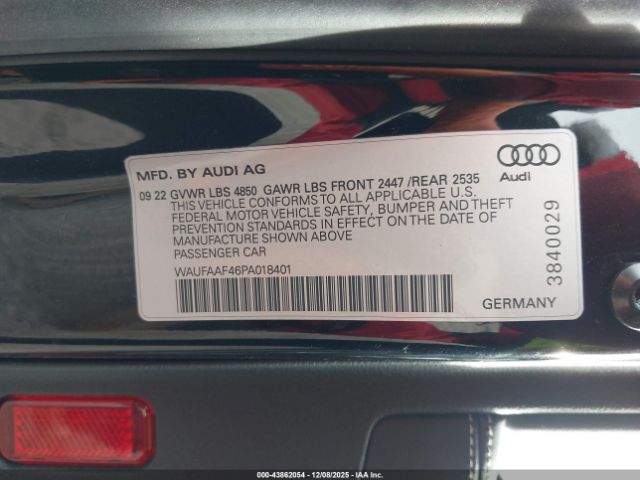 MFD. BY AUDI AG
09 22 GVWR LBS 4850 GAWR LBS FRONT 2447 /REAR 2535
THIS VEHICLE CONFORMS TO ALL APPLICABLE U.S.
FEDERAL MOTOR VEHICLE SAFETY, BUMPER AND THEFT
PREVENTION STANDARDS IN EFFECT ON THE DATE OF
MANUFACTURE SHOWN ABOVE
PASSENGER CAR
WAUFAAF46PA018401
Audi
3840029
GERMANY
000-43862054 | 12/08/2025 | IAAI.COM